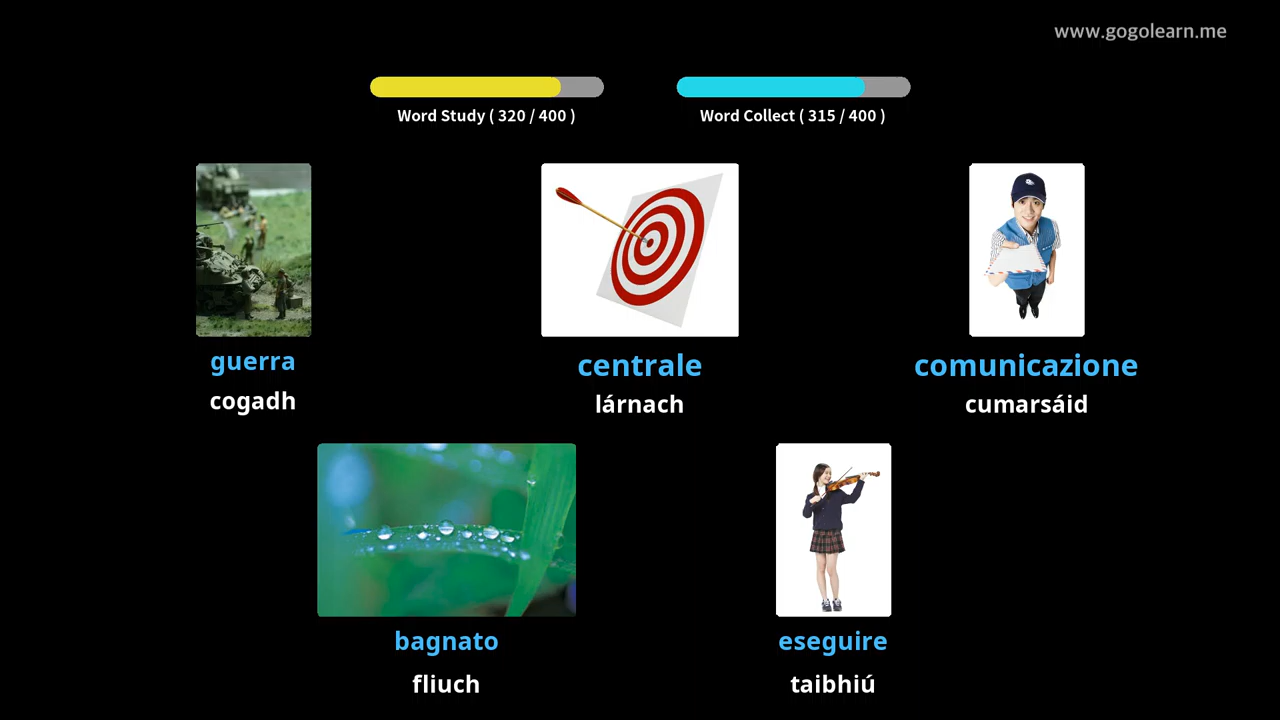 www.gogolearn.me
Word Study ( 320 / 400 )
Word Collect ( 315 / 400 )
guerra
cogadh
centrale
lárnach
comunicazione
cumarsáid
bagnato
fliuch
eseguire
taibhiú